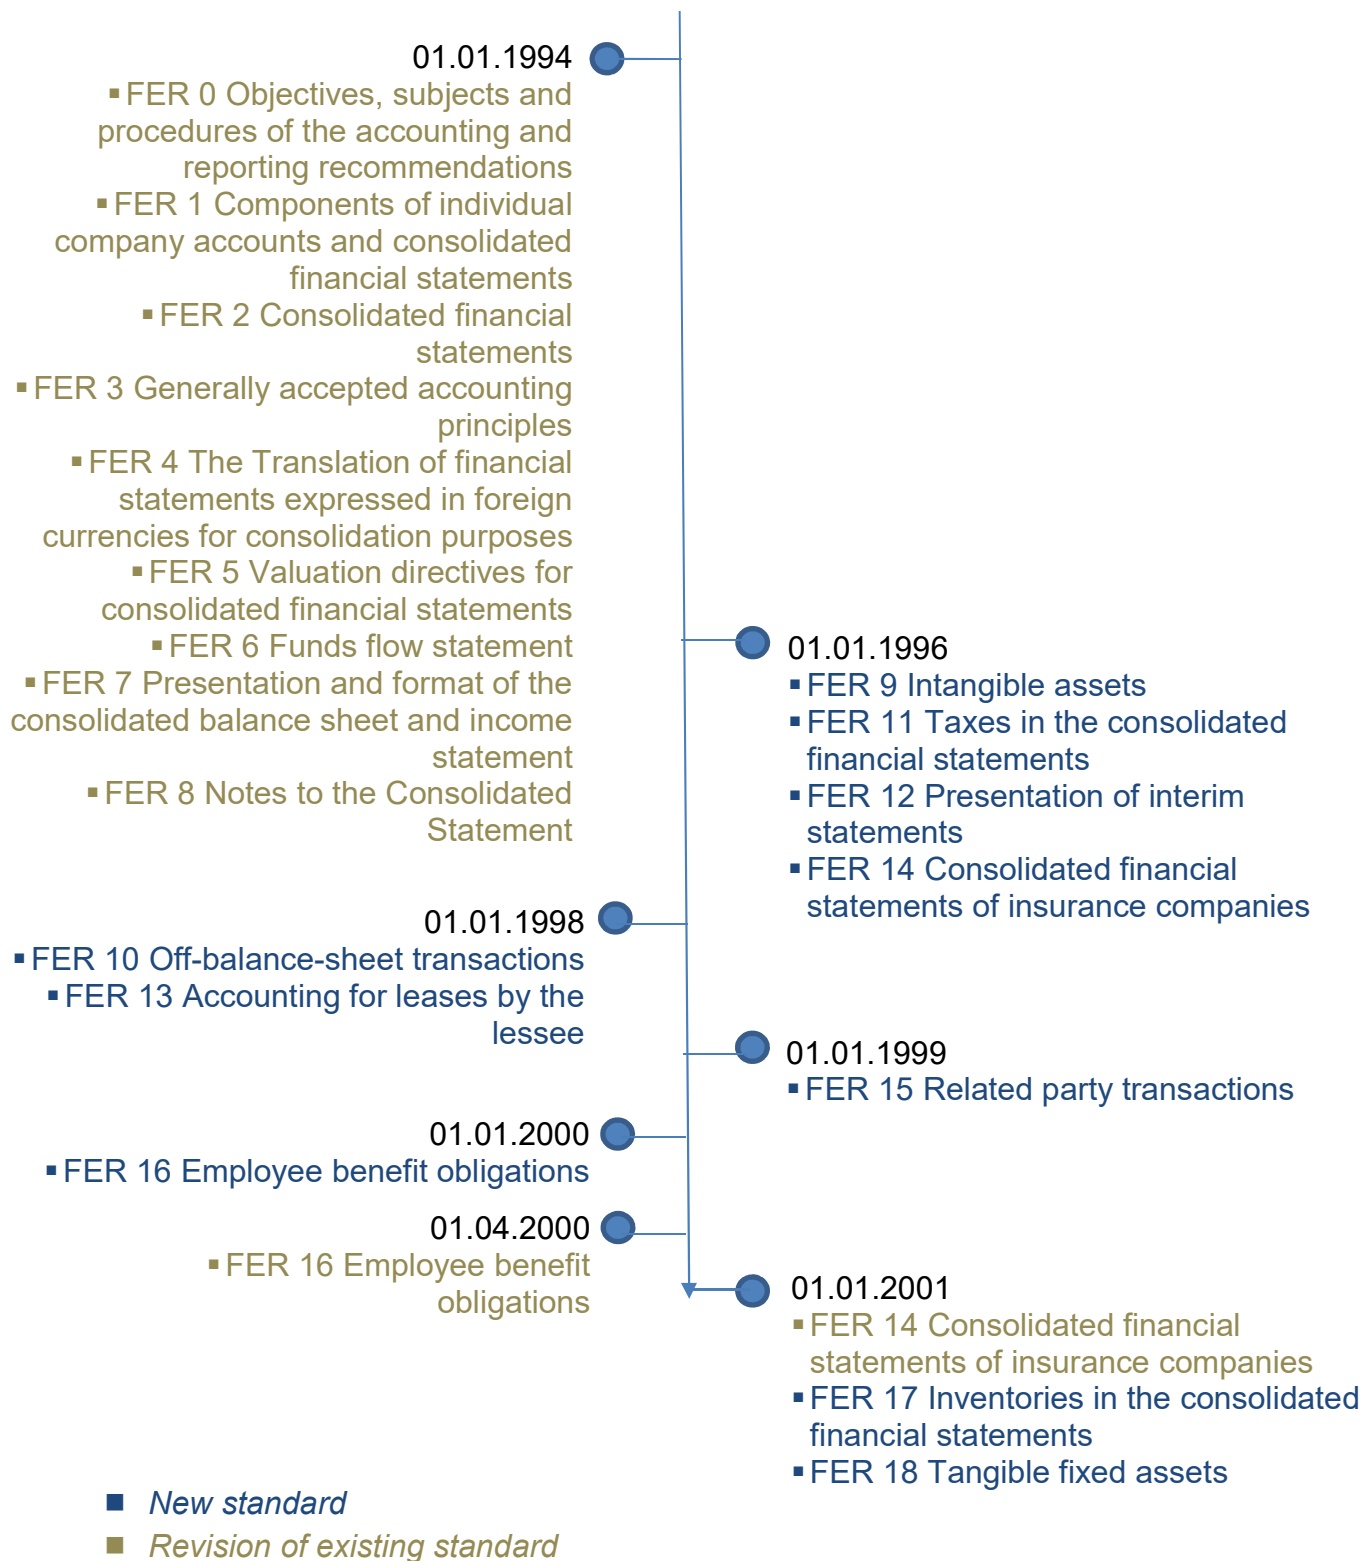 01.01.1994
▪ FER 0 Objectives, subjects and
procedures of the accounting and
reporting recommendations
▪ FER 1 Components of individual
company accounts and consolidated
financial statements
▪ FER 2 Consolidated financial
statements
▪ FER 3 Generally accepted accounting
principles
▪ FER 4 The Translation of financial
statements expressed in foreign
currencies for consolidation purposes
▪ FER 5 Valuation directives for
consolidated financial statements
▪ FER 6 Funds flow statement
▪ FER 7 Presentation and format of the
consolidated balance sheet and income
statement
▪ FER 8 Notes to the Consolidated
Statement
01.01.1996
▪ FER 9 Intangible assets
▪ FER 11 Taxes in the consolidated
financial statements
▪ FER 12 Presentation of interim
statements
▪ FER 14 Consolidated financial
statements of insurance companies
01.01.1998
▪ FER 10 Off-balance-sheet transactions
▪ FER 13 Accounting for leases by the
lessee
01.01.1999
▪ FER 15 Related party transactions
01.01.2000
▪ FER 16 Employee benefit obligations
01.04.2000
▪ FER 16 Employee benefit
obligations
01.01.2001
▪ FER 14 Consolidated financial
statements of insurance companies
▪ FER 17 Inventories in the consolidated
financial statements
▪ FER 18 Tangible fixed assets
■ New standard
■ Revision of existing standard